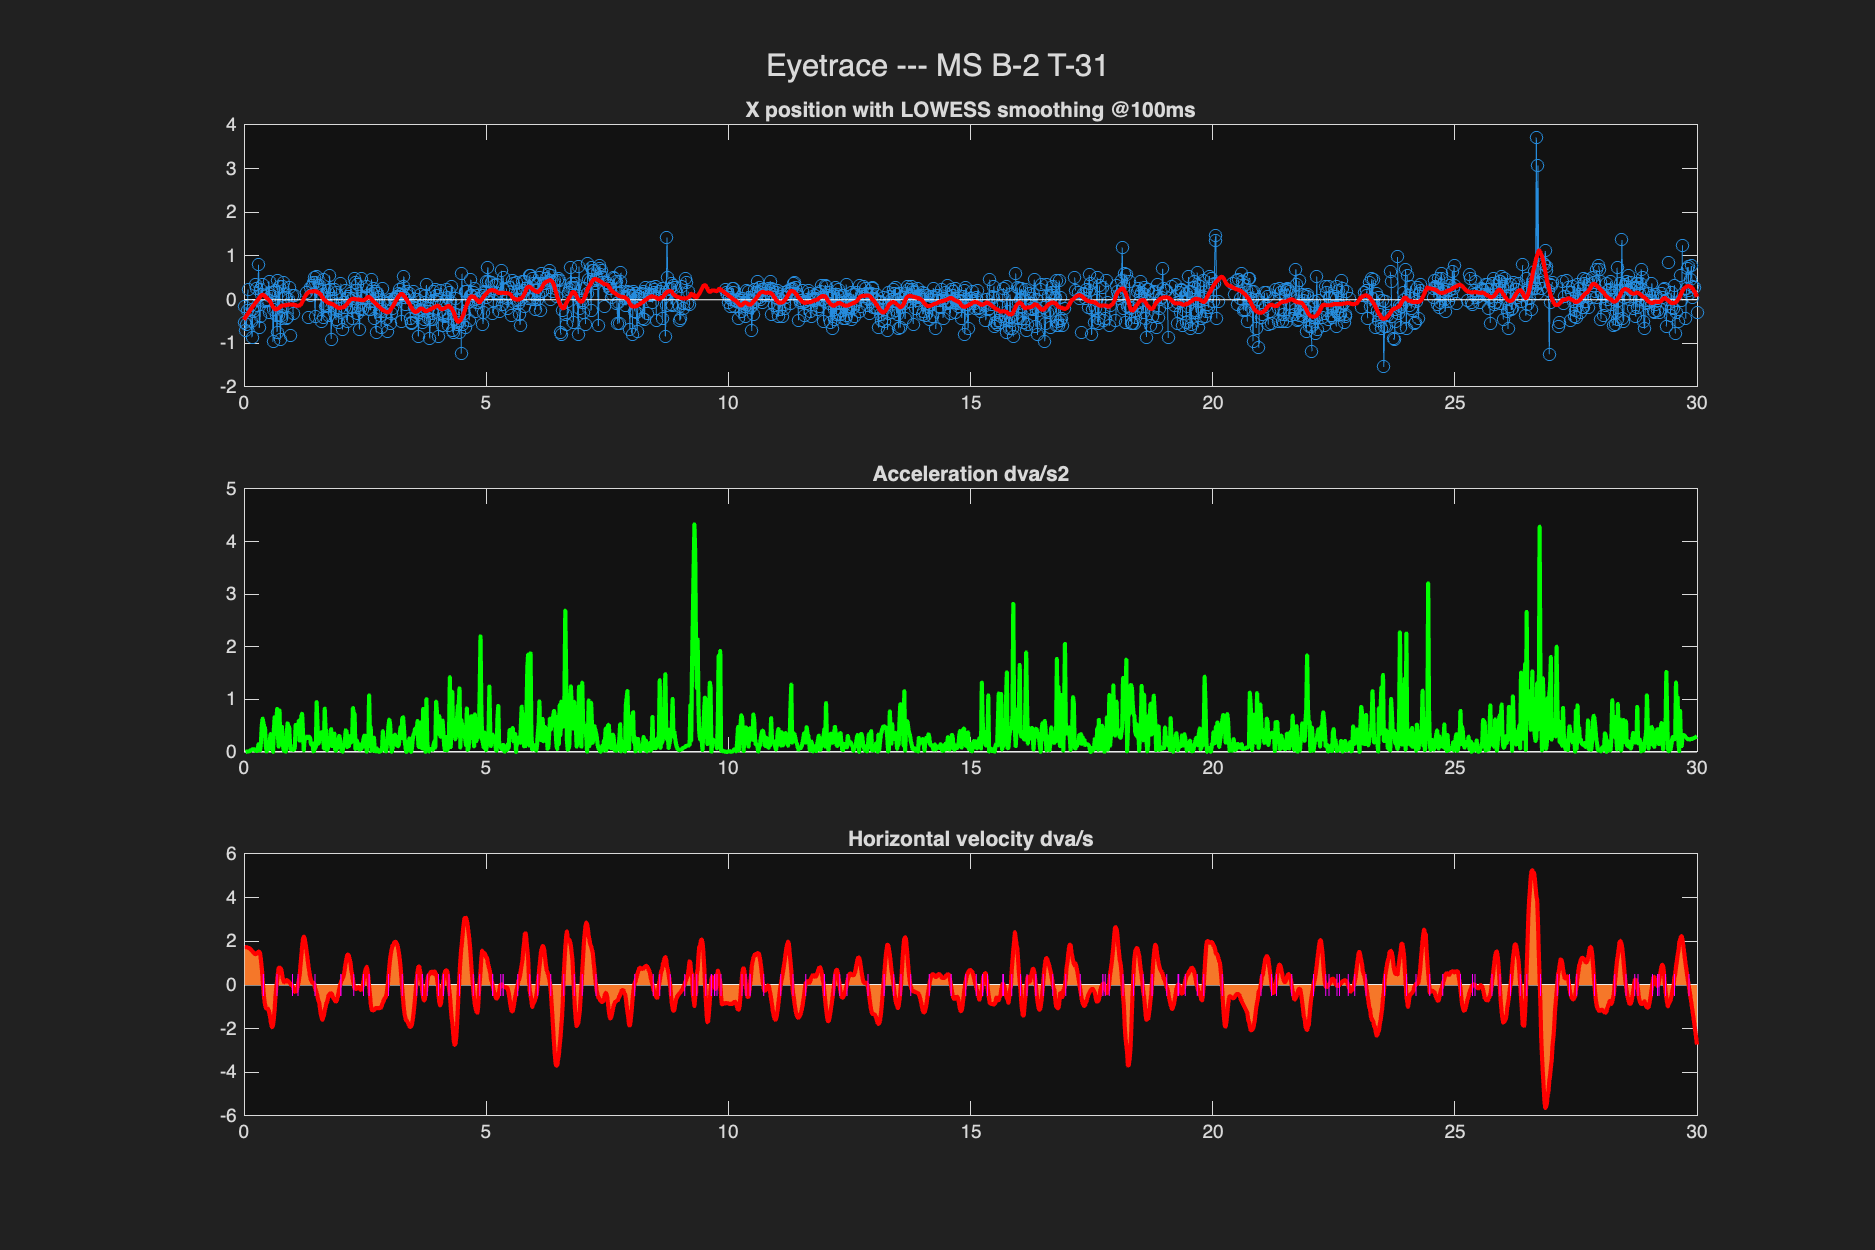 Eyetrace --- MS B-2 T-31
X position with LOWESS smoothing @100ms
4
3
2
1
0
-1
-2
0 5 10 15 20 25 30
Acceleration dva/s2
5
4
3
2
1
0
0 5 10 15 20 25 30
Horizontal velocity dva/s
6
4
2
0
-2
-4
-6
0 5 10 15 20 25 30